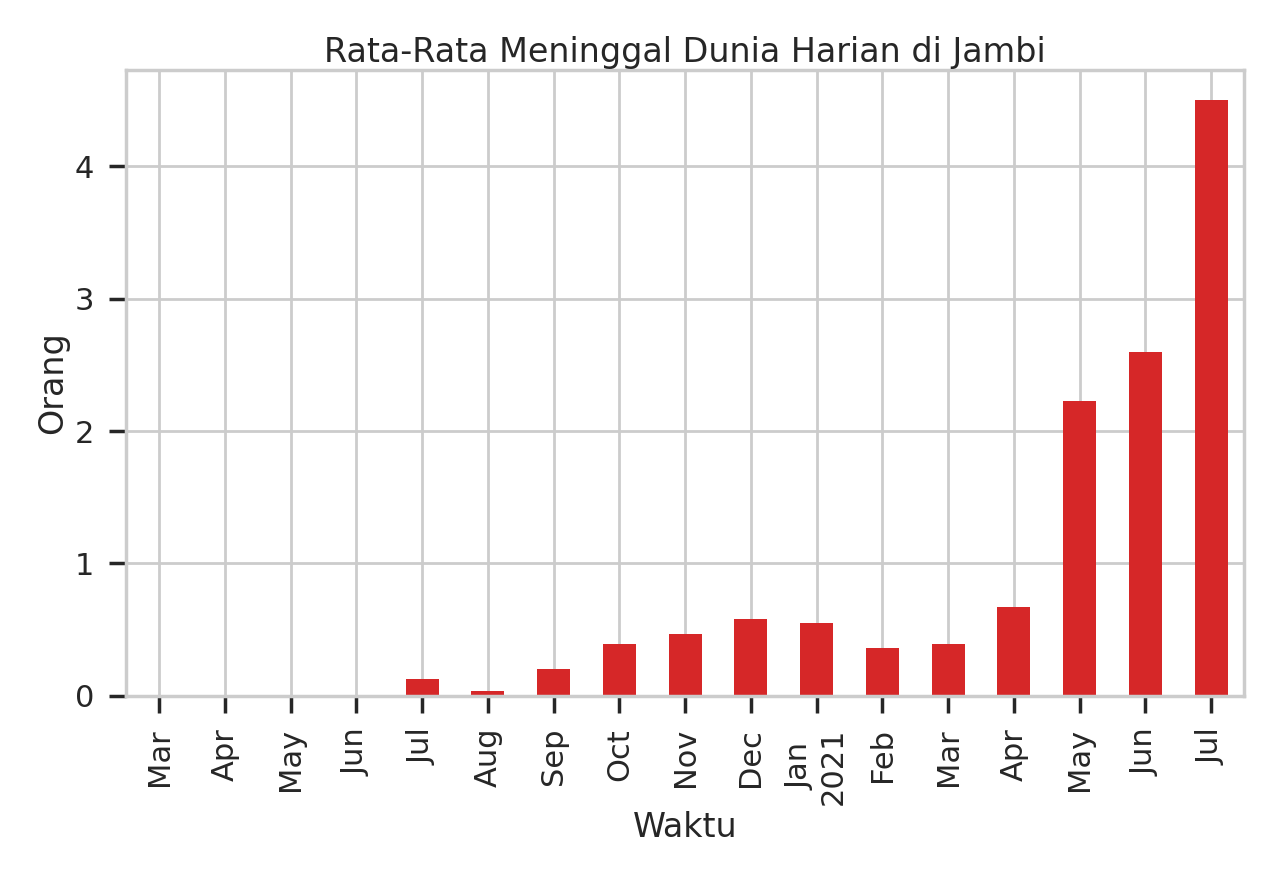 Rata-Rata Meninggal Dunia Harian di Jambi
Orang
4
3
2
1
0
Mar
Apr
May
Jun
Jul
Aug
Sep
Oct
Nov
Dec
Jan
2021
Feb
Mar
Apr
May
Jun
Jul
Waktu